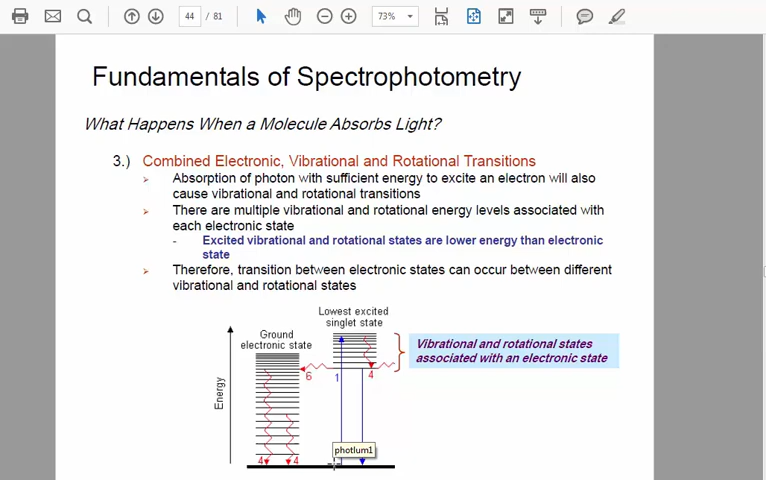 44 / 81
73%
Fundamentals of Spectrophotometry
What Happens When a Molecule Absorbs Light?
3.) Combined Electronic, Vibrational and Rotational Transitions
Absorption of photon with sufficient energy to excite an electron will also
cause vibrational and rotational transitions
There are multiple vibrational and rotational energy levels associated with
each electronic state
- Excited vibrational and rotational states are lower energy than electronic
state
Therefore, transition between electronic states can occur between different
vibrational and rotational states
Lowest excited
singlet state
Ground
electronic state
Vibrational and rotational states
associated with an electronic state
Energy
6
1
4
photlum1
4
4